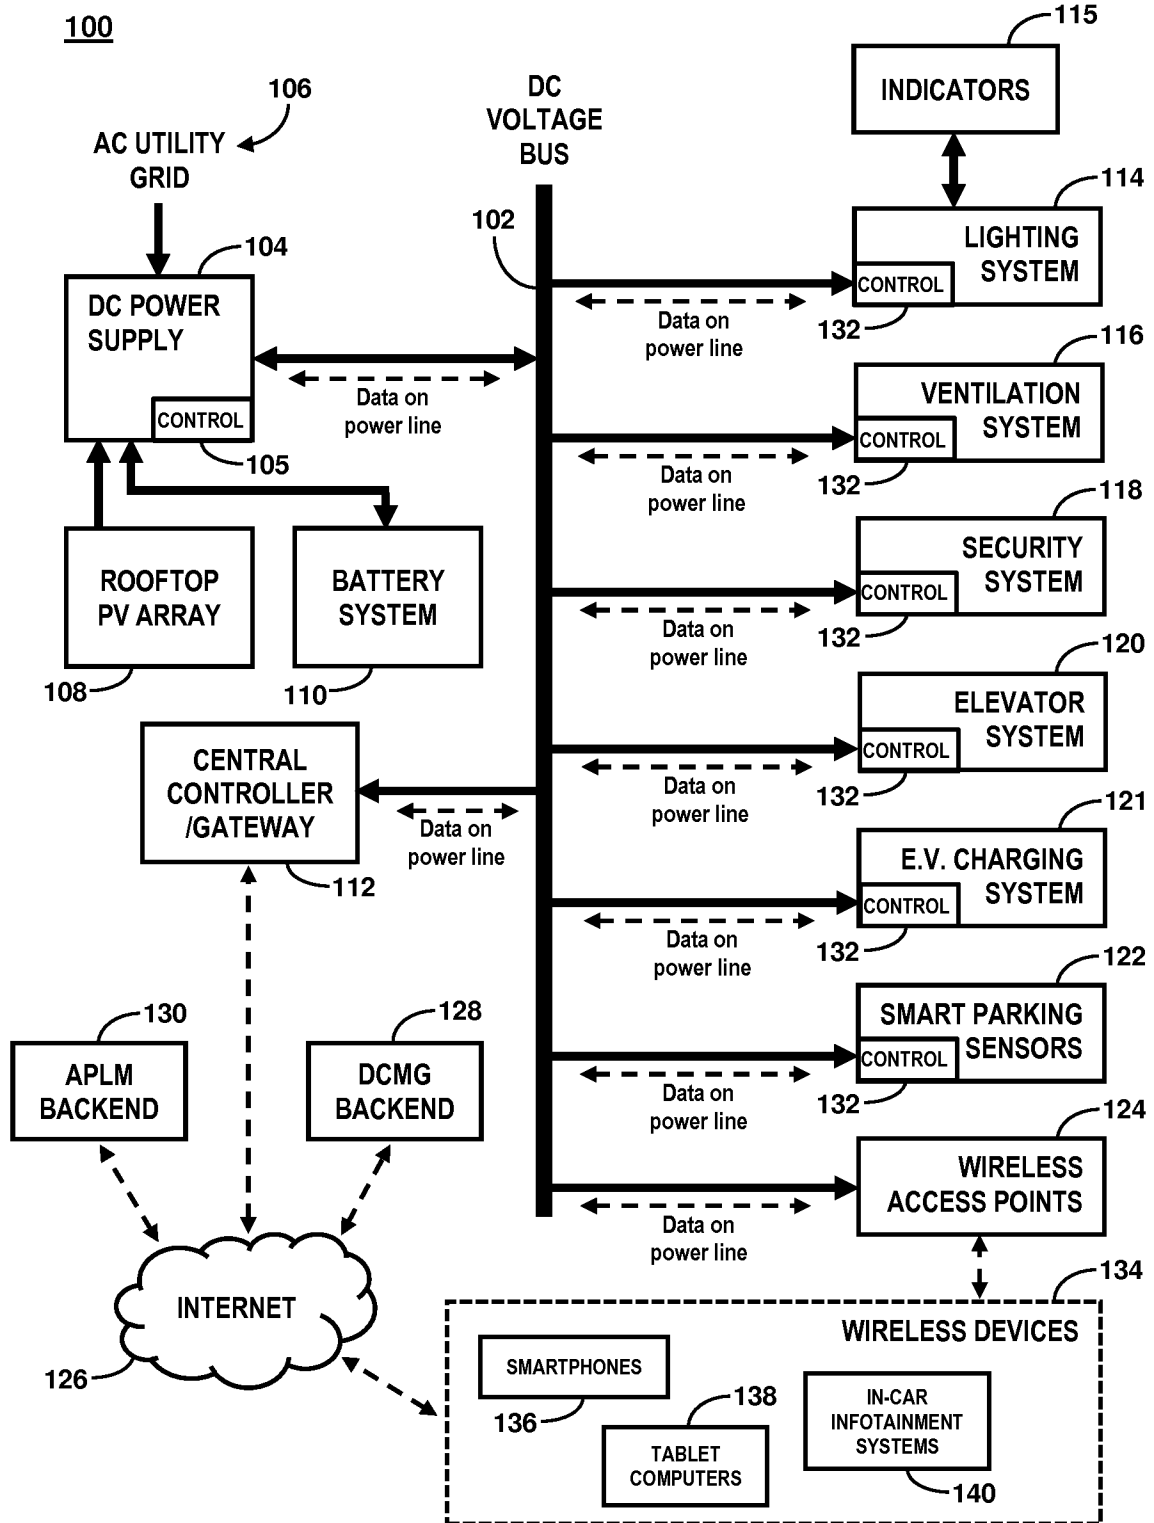 100
115
INDICATORS
106
AC UTILITY
GRID
DC
VOLTAGE
BUS
102
104
DC POWER
SUPPLY
CONTROL
105
Data on
power line
114
LIGHTING
SYSTEM
CONTROL
132
Data on
power line
116
VENTILATION
SYSTEM
CONTROL
132
Data on
power line
ROOFTOP
PV ARRAY
108
BATTERY
SYSTEM
110
118
SECURITY
SYSTEM
CONTROL
132
Data on
power line
120
ELEVATOR
SYSTEM
CONTROL
132
Data on
power line
CENTRAL
CONTROLLER
/GATEWAY
112
Data on
power line
121
E.V. CHARGING
SYSTEM
CONTROL
132
Data on
power line
122
SMART PARKING
SENSORS
CONTROL
132
Data on
power line
130
APLM
BACKEND
128
DCMG
BACKEND
124
WIRELESS
ACCESS POINTS
Data on
power line
INTERNET
126
134
WIRELESS DEVICES
SMARTPHONES
136
138
TABLET
COMPUTERS
IN-CAR
INFOTAINMENT
SYSTEMS
140